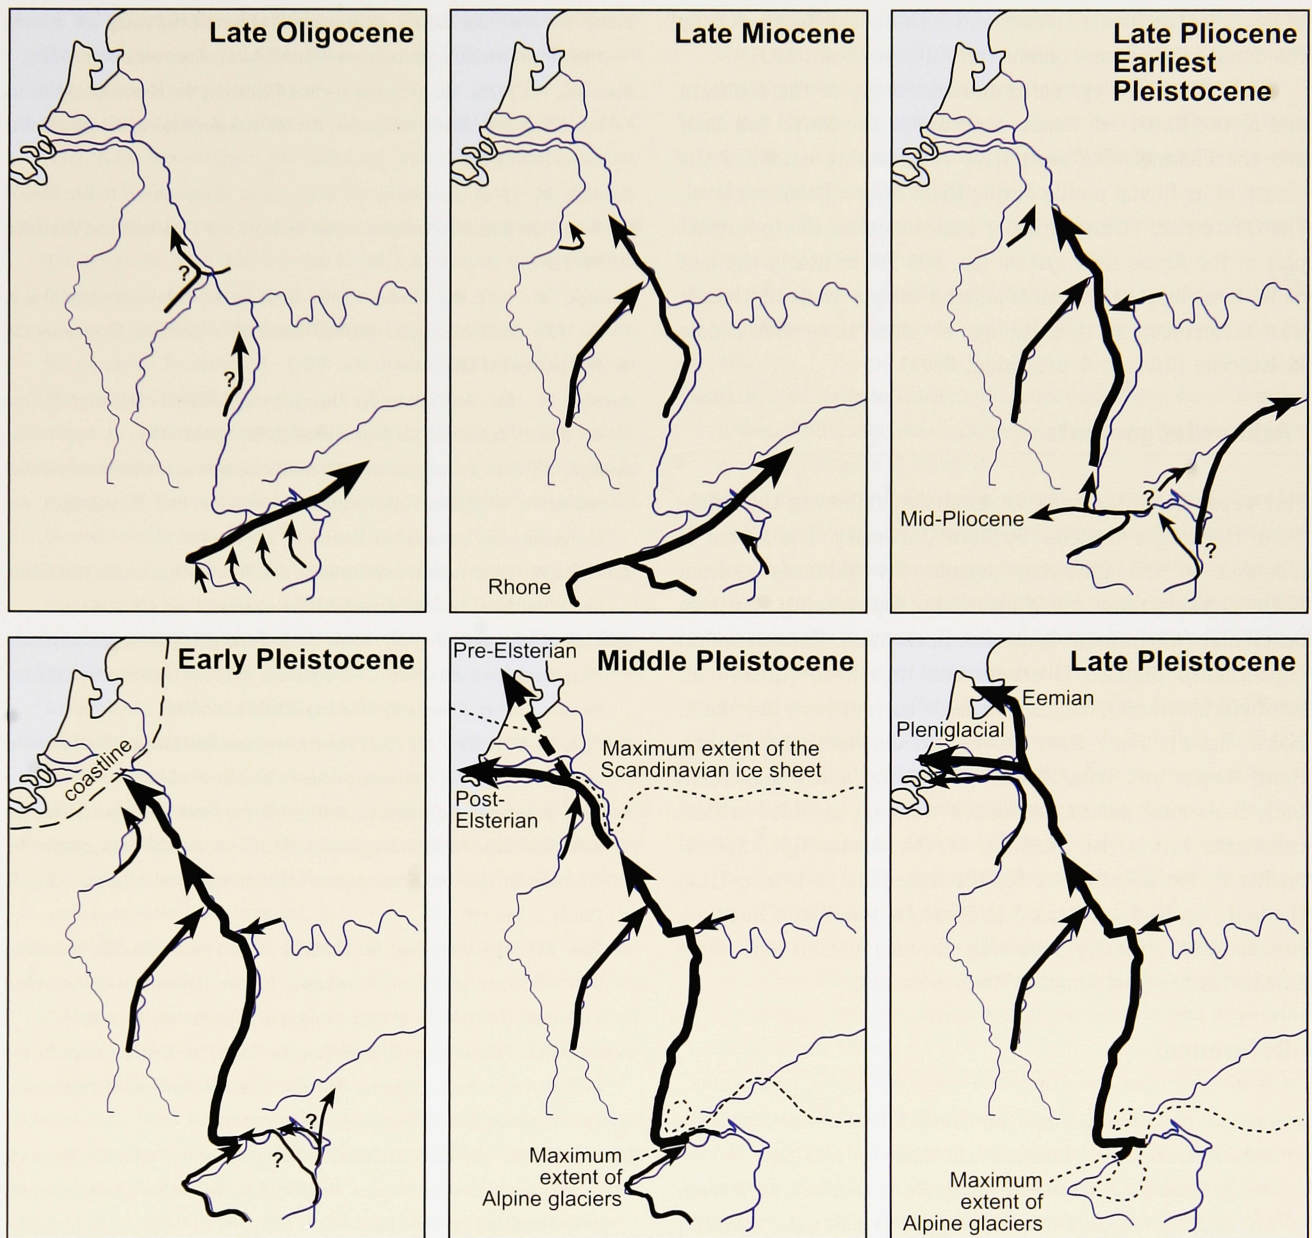 Late Oligocene
?
?
Late Miocene
Rhone
Late Pliocene
Earliest
Pleistocene
Mid-Pliocene
?
?
Early Pleistocene
coastline
?
?
Middle Pleistocene
Pre-Elsterian
Maximum extent of the
Scandinavian ice sheet
Post-
Elsterian
Maximum
extent of
Alpine glaciers
Late Pleistocene
Eemian
Pleniglacial
Maximum
extent of
Alpine glaciers